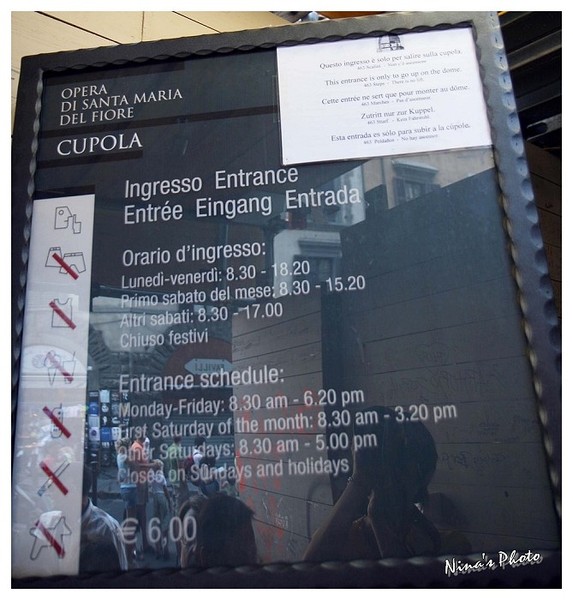 OPERA
DI SANTA MARIA
DEL FIORE
CUPOLA
Questo ingresso è solo per salire sulla cupola.
This entrance is only to go up on the dome.
Cette entrée ne sert que pour monter au dôme.
Zutritt nur zur Kuppel.
Esta entrada es sólo para subir a la cúpola.
Ingresso Entrance
Entrée Eingang Entrada
Orario d'ingresso:
Lunedì-venerdì: 8.30 - 18.20
Primo sabato del mese: 8.30 - 15.20
Altri sabati: 8.30 - 17.00
Chiuso festivi
Entrance schedule:
Monday-Friday: 8.30 am - 6.20 pm
First Saturday of the month: 8.30 am - 3.20 pm
Other Saturdays: 8.30 am - 5.00 pm
Closes on Sundays and holidays
€ 6,00
Nina's Photo